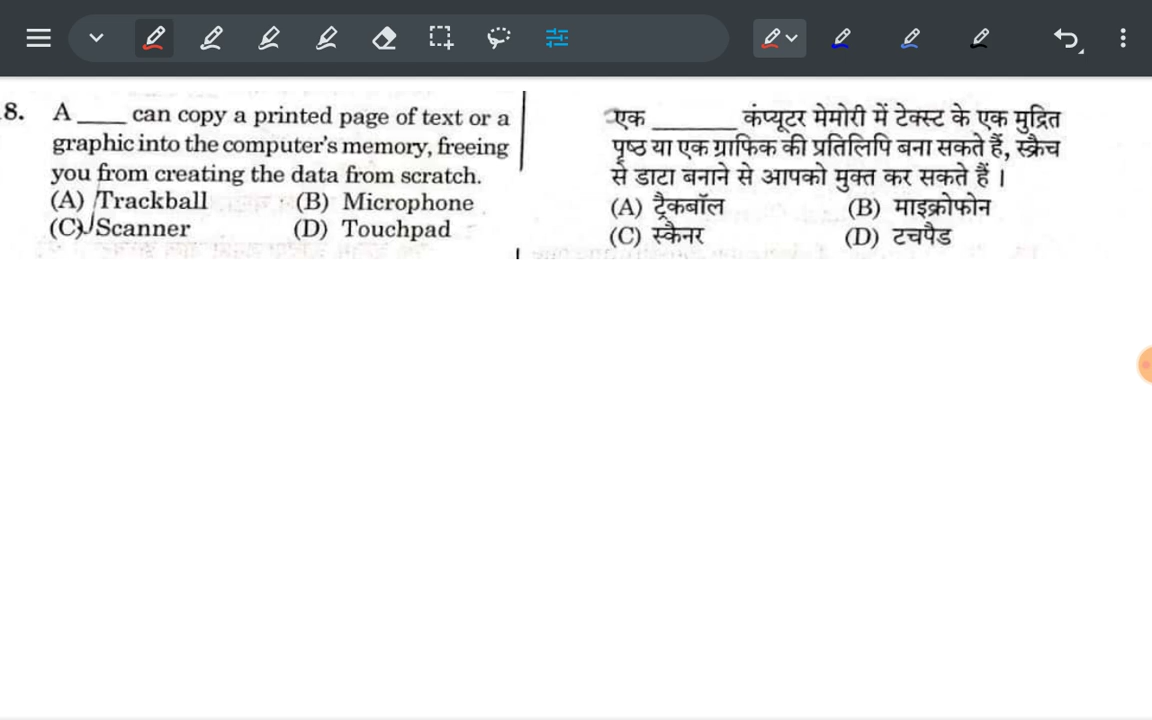 8. A ____ can copy a printed page of text or a
graphic into the computer's memory, freeing
you from creating the data from scratch.
(A) Trackball (B) Microphone
(C) Scanner (D) Touchpad
एक ________ कंप्यूटर मेमोरी में टेक्स्ट के एक मुद्रित
पृष्ठ या एक ग्राफिक की प्रतिलिपि बना सकते हैं, स्क्रैच
से डाटा बनाने से आपको मुक्त कर सकते हैं ।
(A) ट्रैकबॉल (B) माइक्रोफोन
(C) स्कैनर (D) टचपैड